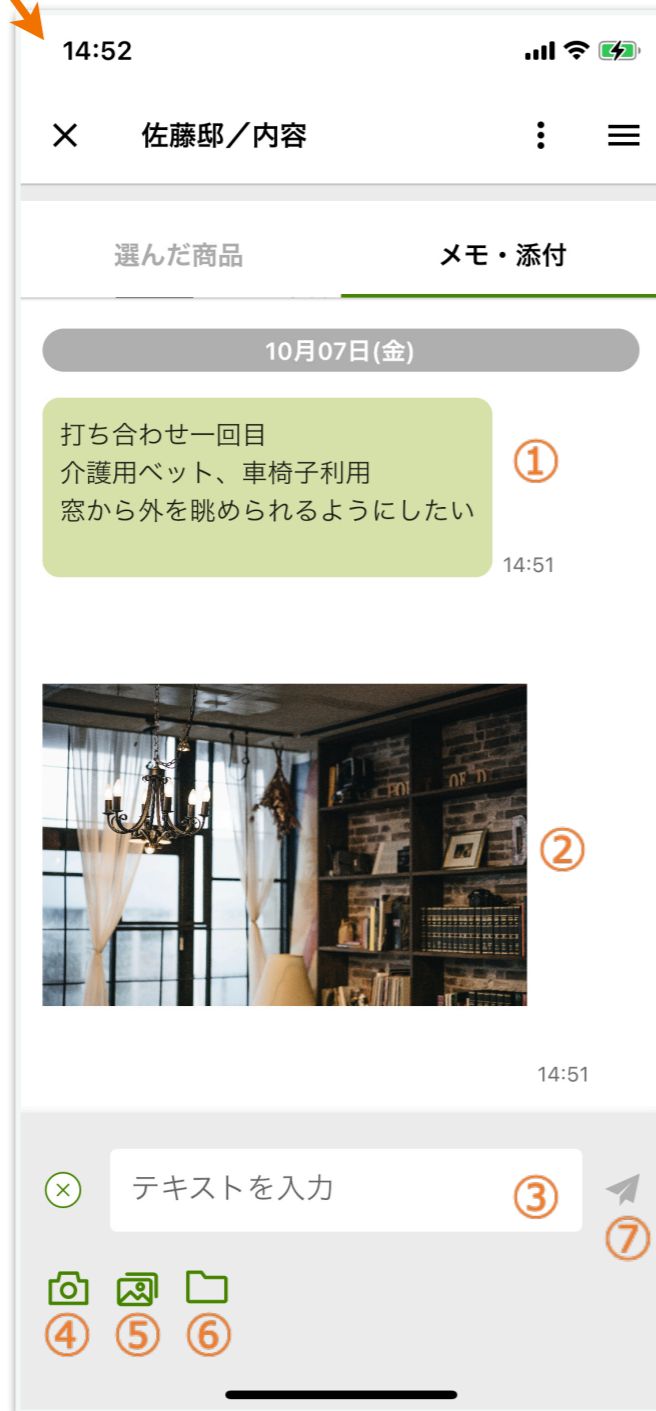 14:52
佐藤邸／内容
選んだ商品
メモ・添付
10月07日(金)
打ち合わせ一回目
介護用ベット、車椅子利用
窓から外を眺められるようにしたい
①
14:51
②
14:51
テキストを入力
③
⑦
④ ⑤ ⑥